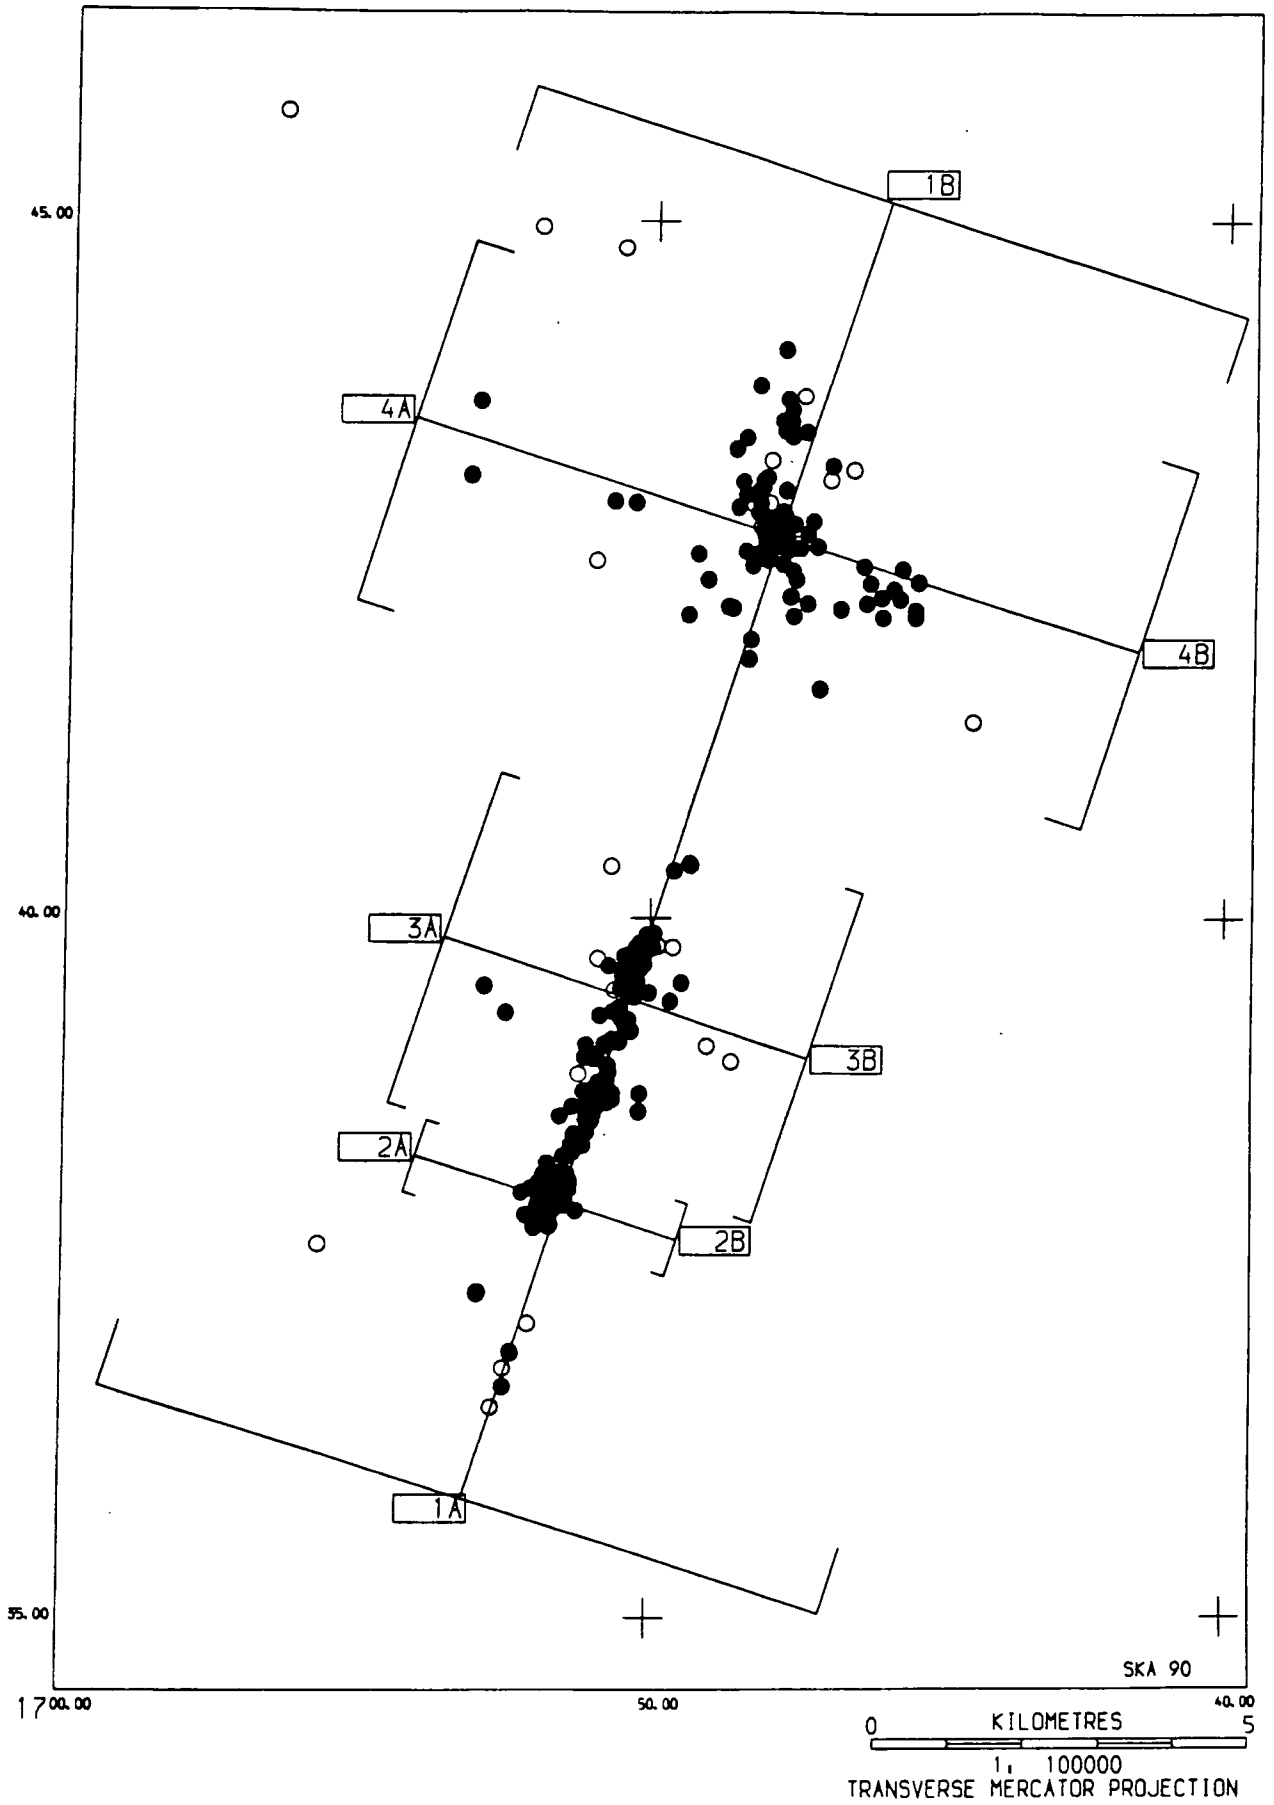 1B
45.00
4A
4B
40.00
3A
3B
2A
2B
1A
35.00
SKA 90
17 00.00 50.00 40.00
0 KILOMETRES 5
1, 100000
TRANSVERSE MERCATOR PROJECTION